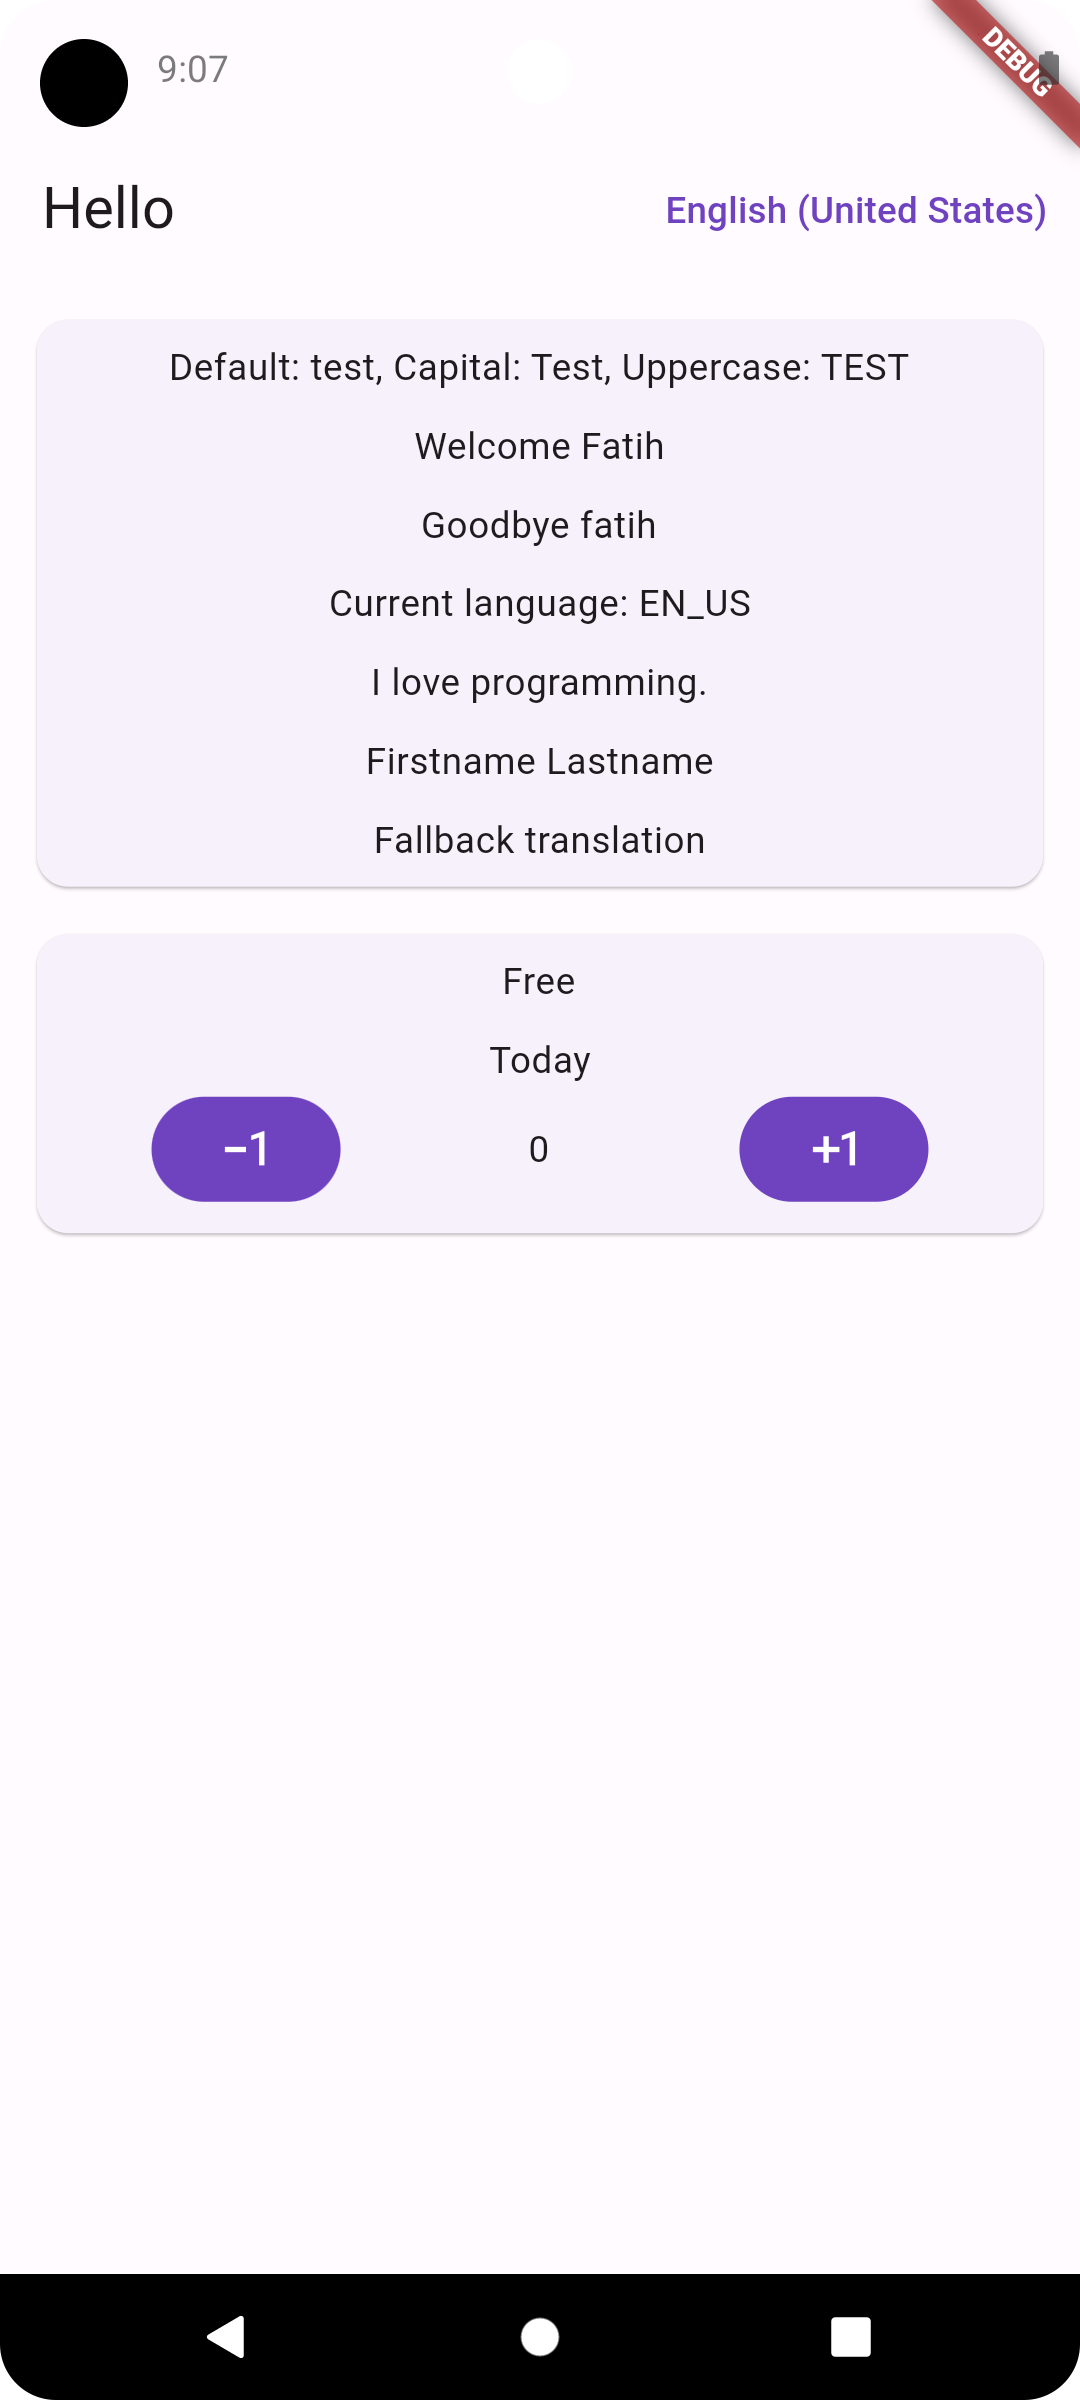 9:07
DEBUG
Hello
English (United States)
Default: test, Capital: Test, Uppercase: TEST
Welcome Fatih
Goodbye fatih
Current language: EN_US
I love programming.
Firstname Lastname
Fallback translation
Free
Today
−1 0 +1